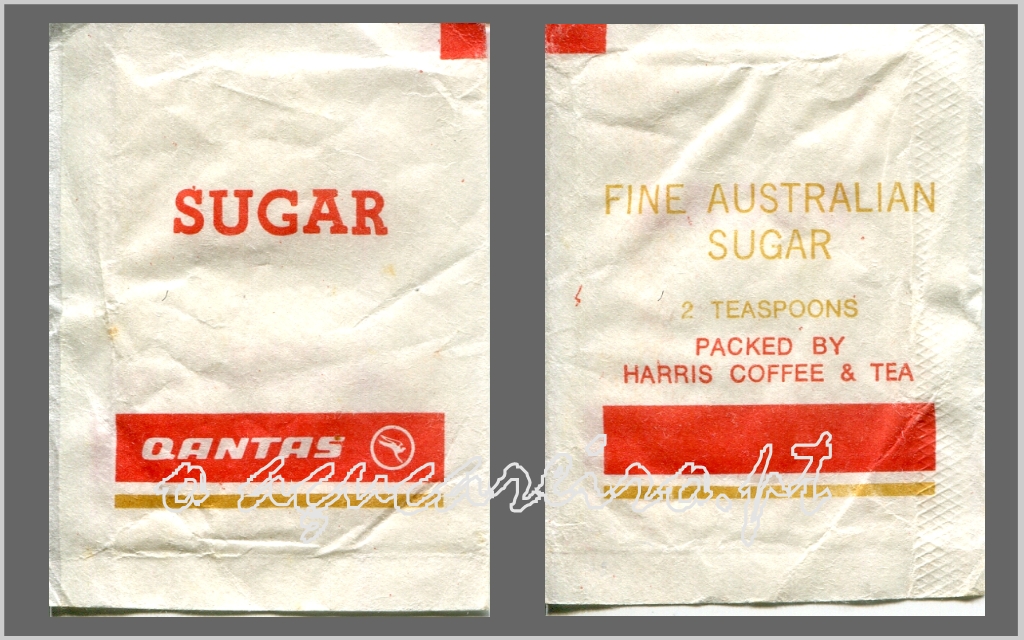 SUGAR
QANTAS
FINE AUSTRALIAN
SUGAR
2 TEASPOONS
PACKED BY
HARRIS COFFEE & TEA